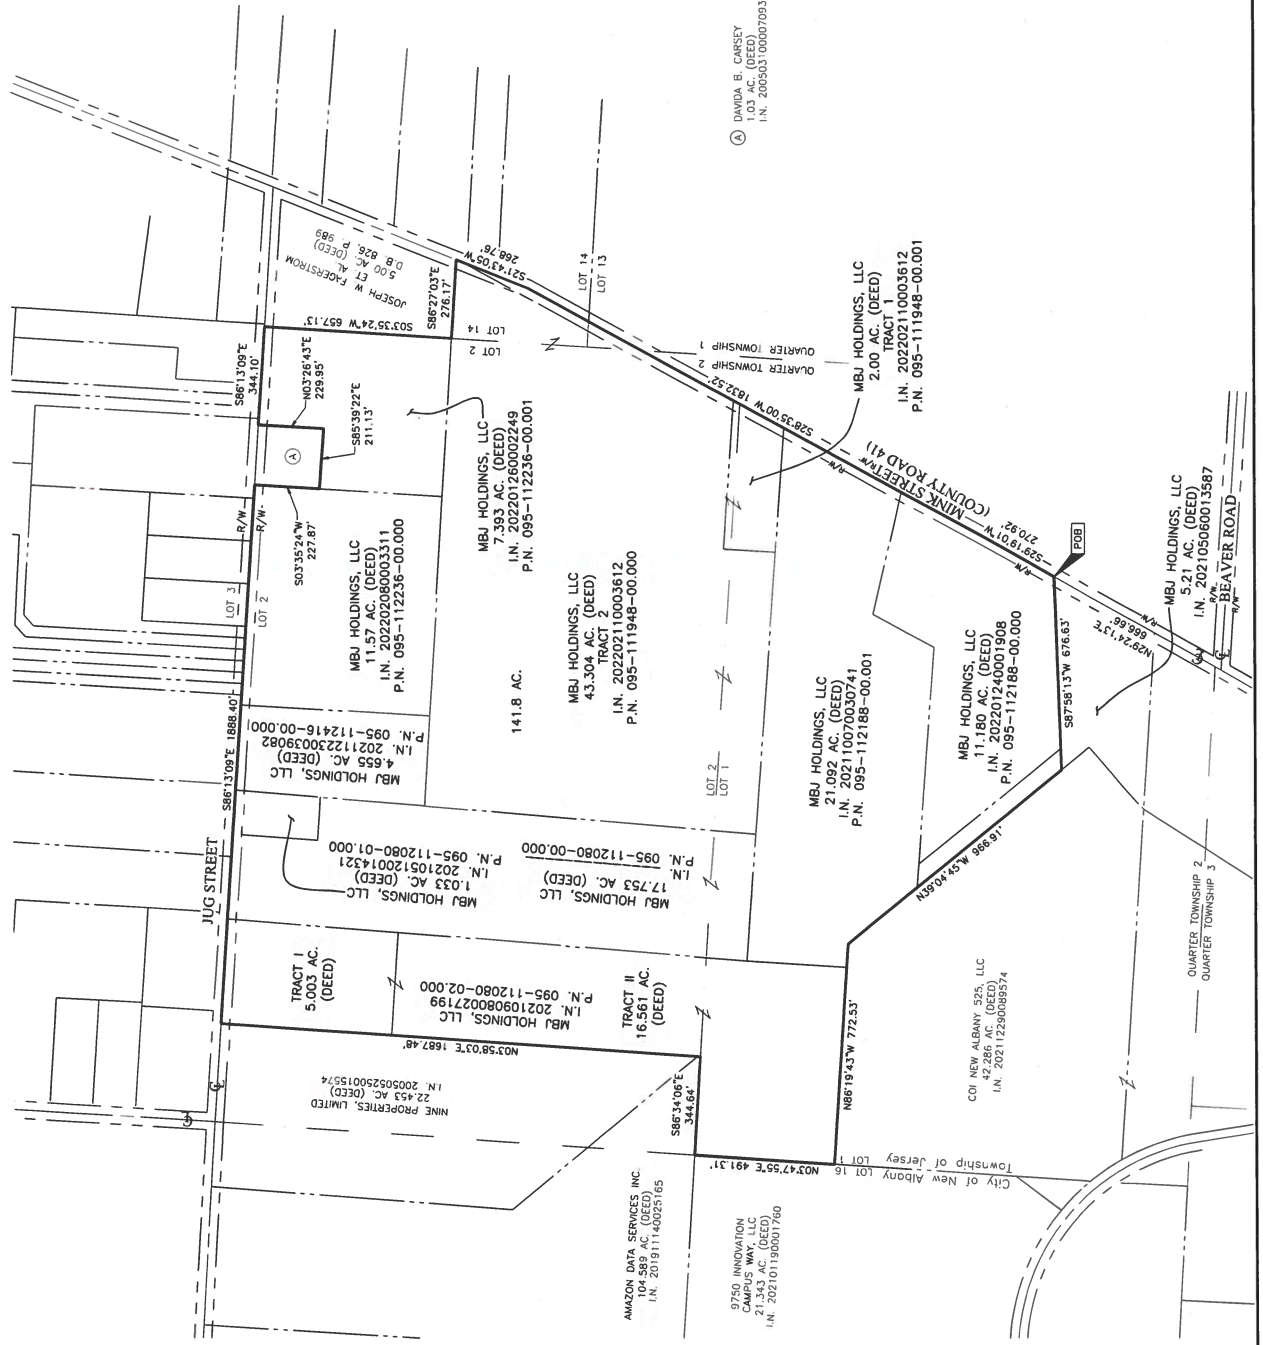 Ⓐ DAVIDA B. CARSEY
1.03 AC. (DEED)
I.N. 200503100007093
JOSEPH W FAGERSTROM
ET. AL.
5.00 AC. (DEED)
D.B. 826, P. 989
S86°13'09"E
344.10'
S03°35'24"W 657.13'
S86°27'03"E
276.17'
S21°43'05"W
268.76'
LOT 14
LOT 13
LOT 14
LOT 2
N03°26'43"E
229.95'
S85°39'22"E
211.13'
Ⓐ
S03°35'24"W
227.87'
R/W
R/W
LOT 3
LOT 2
QUARTER TOWNSHIP 1
QUARTER TOWNSHIP 2
MBJ HOLDINGS, LLC
2.00 AC. (DEED)
TRACT 1
I.N. 202202110003612
P.N. 095-111948-00.001
MBJ HOLDINGS, LLC
7.393 AC. (DEED)
I.N. 202201260002249
P.N. 095-112236-00.001
MBJ HOLDINGS, LLC
11.57 AC. (DEED)
I.N. 202202080003311
P.N. 095-112236-00.000
MBJ HOLDINGS, LLC
43.304 AC. (DEED)
TRACT 2
I.N. 202202110003612
P.N. 095-111948-00.000
141.8 AC.
S28°35'00"W 1832.52'
R/W
R/W
MINK STREET
(COUNTY ROAD 41)
S29°19'01"W
270.92'
R/W
POB
MBJ HOLDINGS, LLC
5.21 AC. (DEED)
I.N. 202105060013587
R/W
BEAVER ROAD
R/W
N29°24'13"E
666.66'
R/W
S87°58'13"W 676.63'
MBJ HOLDINGS, LLC
11.180 AC. (DEED)
I.N. 202201240001908
P.N. 095-112188-00.000
MBJ HOLDINGS, LLC
21.092 AC. (DEED)
I.N. 202110070030741
P.N. 095-112188-00.001
LOT 2
LOT 1
MBJ HOLDINGS, LLC
4.655 AC. (DEED)
I.N. 202112230039082
P.N. 095-112416-00.000
S86°13'09"E 1888.40'
JUG STREET
MBJ HOLDINGS, LLC
1.033 AC. (DEED)
I.N. 202105120014321
P.N. 095-112080-01.000
MBJ HOLDINGS, LLC
17.753 AC. (DEED)
I.N.
P.N. 095-112080-00.000
N39°04'45"W 966.91'
TRACT I
5.003 AC.
(DEED)
MBJ HOLDINGS, LLC
I.N. 202109080027199
P.N. 095-112080-02.000
TRACT II
16.561 AC.
(DEED)
N03°58'03"E 1687.48'
NINE PROPERTIES, LIMITED
22.453 AC. (DEED)
I.N. 200505250015574
S86°34'06"E
344.64'
N86°19'43"W 772.53'
N03°47'55"E 491.31'
LOT 1
LOT 16
Township of Jersey
City of New Albany
COI NEW ALBANY 525, LLC
42.286 AC. (DEED)
I.N. 202112290089574
QUARTER TOWNSHIP 2
QUARTER TOWNSHIP 3
AMAZON DATA SERVICES INC.
104.589 AC. (DEED)
I.N. 201911140025165
9750 INNOVATION
CAMPUS WAY, LLC
21.343 AC. (DEED)
I.N. 202101190001760